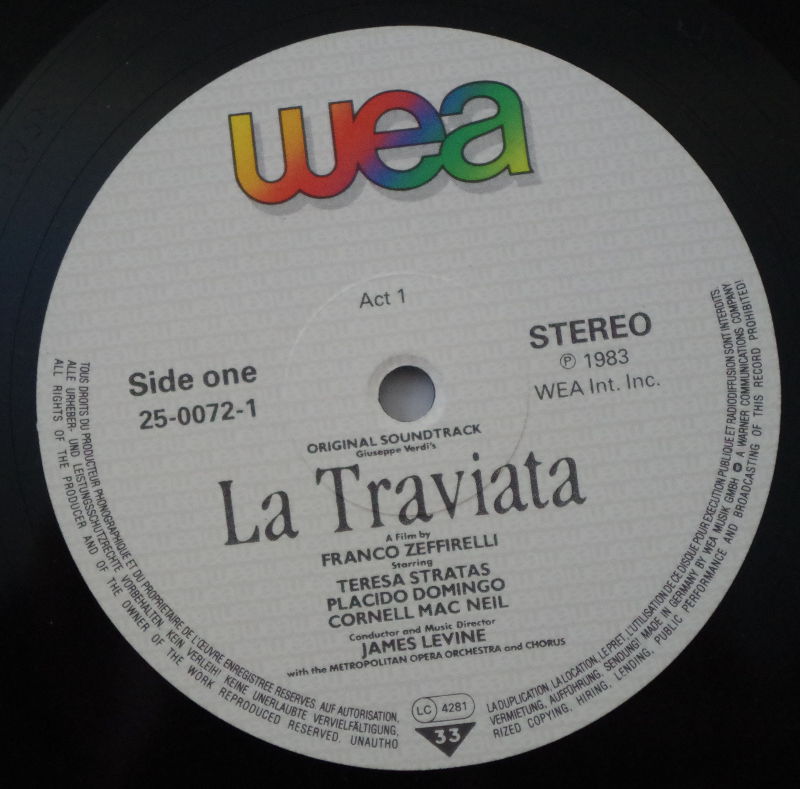 wea
Act 1
Side one
25-0072-1
STEREO
℗ 1983
WEA Int. Inc.
ORIGINAL SOUNDTRACK
Giuseppe Verdi's
La Traviata
A Film by
FRANCO ZEFFIRELLI
Starring
TERESA STRATAS
PLACIDO DOMINGO
CORNELL MAC NEIL
Conductor and Music Director
JAMES LEVINE
with the METROPOLITAN OPERA ORCHESTRA and CHORUS
LC 4281
33
TOUS DROITS DU PRODUCTEUR PHONOGRAPHIQUE ET DU PROPRIETAIRE DE L'ŒUVRE ENREGISTREE RESERVES. LA DUPLICATION, LA LOCATION, LE PRET, L'UTILISATION DE CE DISQUE POUR EXECUTION PUBLIQUE ET RADIODIFFUSION SONT INTERDITS.
ALLE URHEBER- UND LEISTUNGSSCHUTZRECHTE VORBEHALTEN. KEIN VERLEIH! KEINE UNERLAUBTE VERVIELFÄLTIGUNG, VERMIETUNG, AUFFÜHRUNG, SENDUNG! MADE IN GERMANY BY WEA MUSIK GMBH A WARNER COMMUNICATIONS COMPANY
ALL RIGHTS OF THE PRODUCER AND OF THE OWNER OF THE WORK REPRODUCED RESERVED. UNAUTHORIZED COPYING, HIRING, LENDING, PUBLIC PERFORMANCE AND BROADCASTING OF THIS RECORD PROHIBITED!